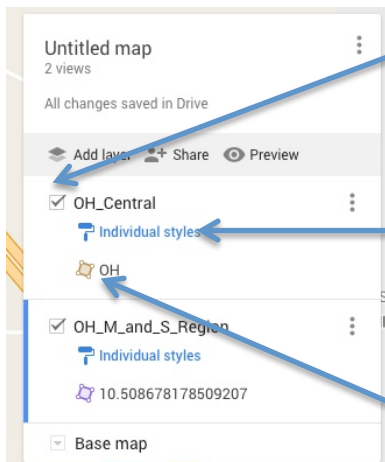 Untitled map
2 views
All changes saved in Drive
Add layer Share Preview
OH_Central
Individual styles
OH
OH_M_and_S_Region
Individual styles
10.508678178509207
Base map